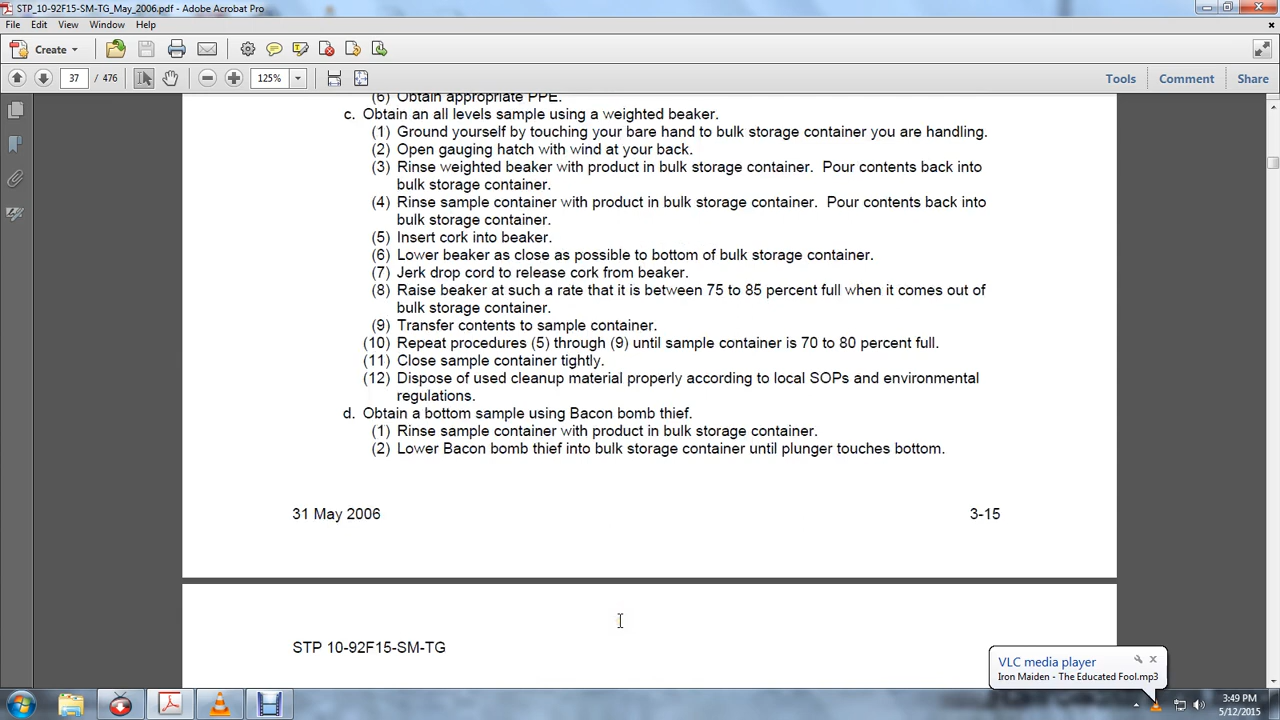 STP_10-92F15-SM-TG_May_2006.pdf - Adobe Acrobat Pro
File Edit View Window Help
Create
37 / 476 125% Tools Comment Share
(6) Obtain appropriate PPE.
c. Obtain an all levels sample using a weighted beaker.
(1) Ground yourself by touching your bare hand to bulk storage container you are handling.
(2) Open gauging hatch with wind at your back.
(3) Rinse weighted beaker with product in bulk storage container. Pour contents back into
bulk storage container.
(4) Rinse sample container with product in bulk storage container. Pour contents back into
bulk storage container.
(5) Insert cork into beaker.
(6) Lower beaker as close as possible to bottom of bulk storage container.
(7) Jerk drop cord to release cork from beaker.
(8) Raise beaker at such a rate that it is between 75 to 85 percent full when it comes out of
bulk storage container.
(9) Transfer contents to sample container.
(10) Repeat procedures (5) through (9) until sample container is 70 to 80 percent full.
(11) Close sample container tightly.
(12) Dispose of used cleanup material properly according to local SOPs and environmental
regulations.
d. Obtain a bottom sample using Bacon bomb thief.
(1) Rinse sample container with product in bulk storage container.
(2) Lower Bacon bomb thief into bulk storage container until plunger touches bottom.
31 May 2006 3-15
STP 10-92F15-SM-TG
VLC media player
Iron Maiden - The Educated Fool.mp3
3:49 PM
5/12/2015